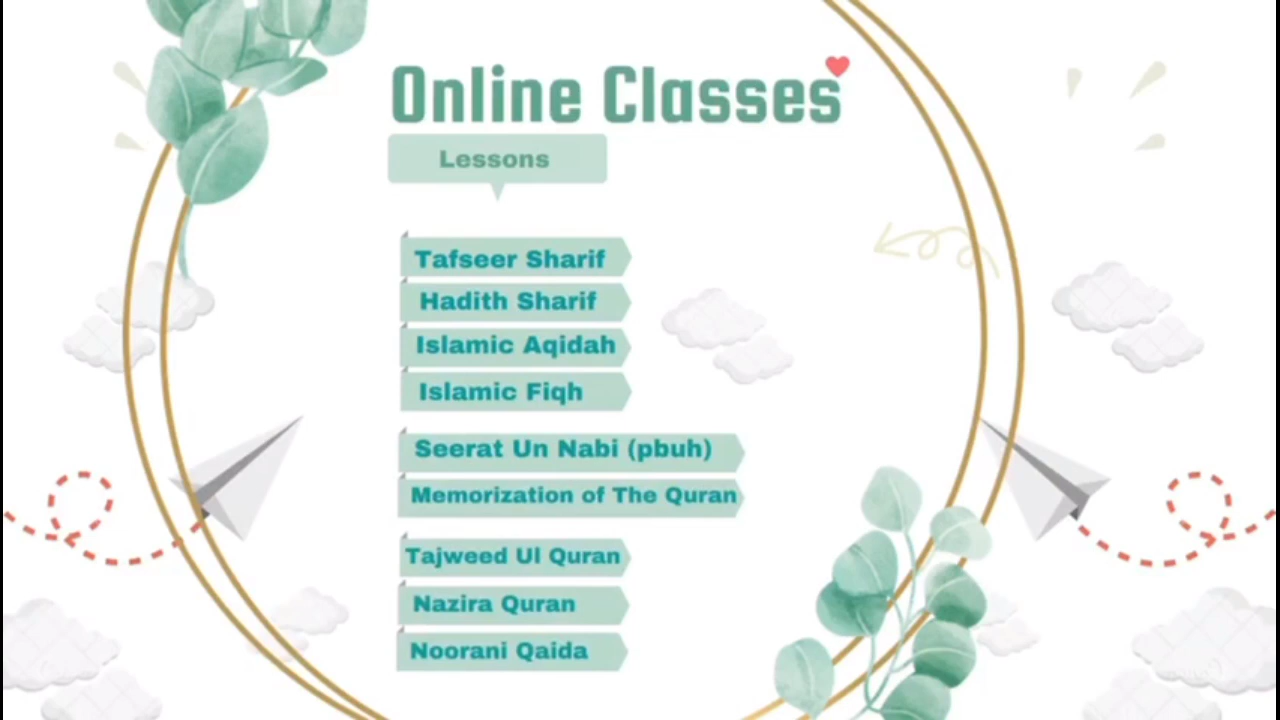 Online Classes
Lessons
Tafseer Sharif
Hadith Sharif
Islamic Aqidah
Islamic Fiqh
Seerat Un Nabi (pbuh)
Memorization of The Quran
Tajweed Ul Quran
Nazira Quran
Noorani Qaida